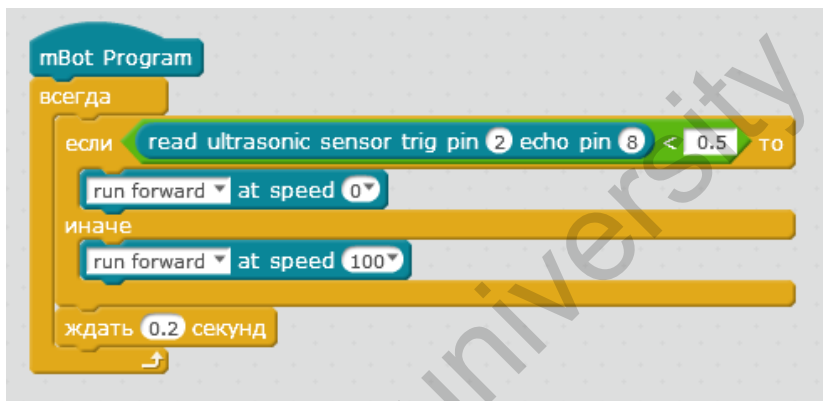 mBot Program
всегда
если read ultrasonic sensor trig pin 2 echo pin 8 < 0.5 то
run forward at speed 0
иначе
run forward at speed 100
ждать 0.2 секунд
university